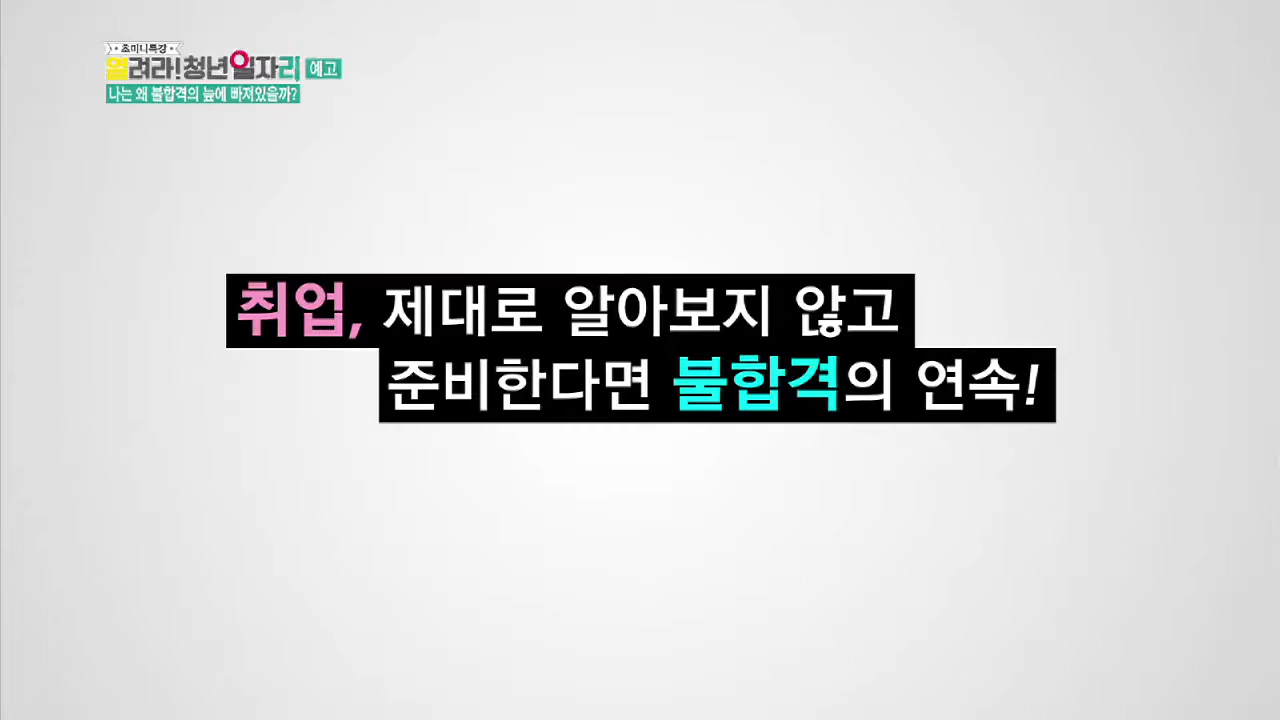 초미니특강
열려라!청년일자리 예고
나는 왜 불합격의 늪에 빠져있을까?
취업, 제대로 알아보지 않고
준비한다면 불합격의 연속!